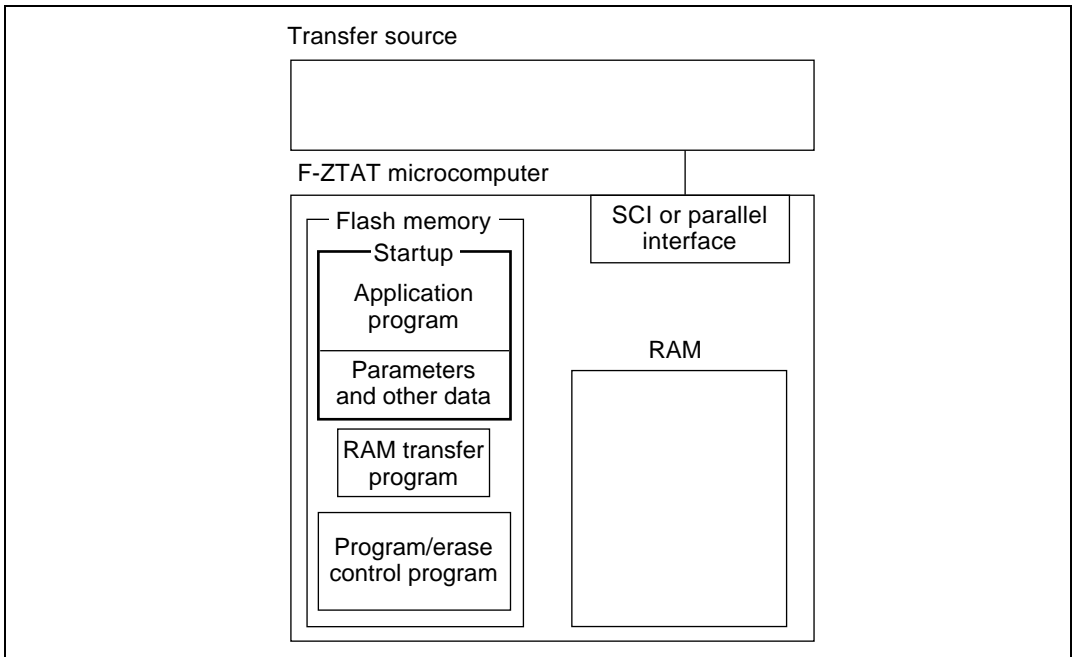 Transfer source
F-ZTAT microcomputer
Flash memory
SCI or parallel
interface
Startup
Application
program
Parameters
and other data
RAM transfer
program
Program/erase
control program
RAM